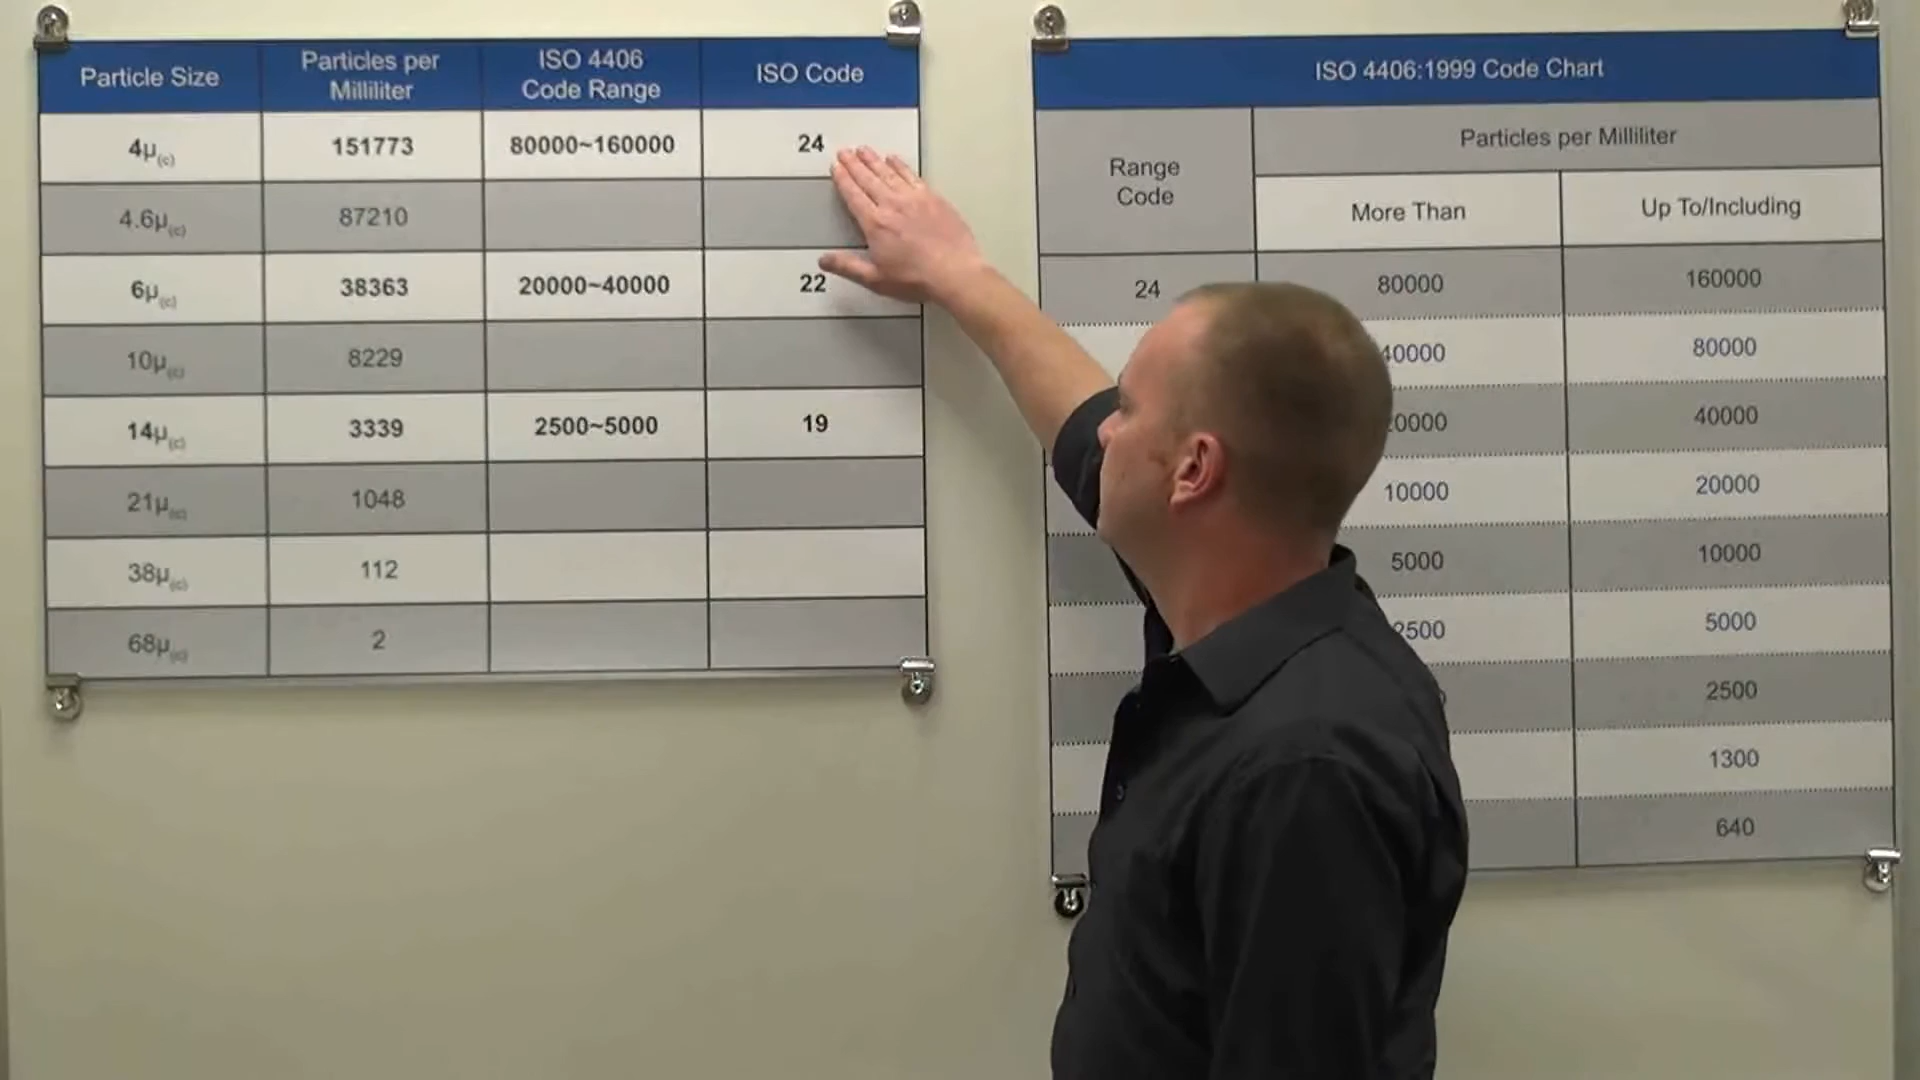 Particle Size
Particles per
Milliliter
ISO 4406
Code Range
ISO Code
4µ(c) 151773 80000~160000 24
4.6µ(c) 87210
6µ(c) 38363 20000~40000 22
10µ(c) 8229
14µ(c) 3339 2500~5000 19
21µ(c) 1048
38µ(c) 112
68µ(c) 2
ISO 4406:1999 Code Chart
Range
Code
Particles per Milliliter
More Than Up To/Including
24 80000 160000
40000 80000
20000 40000
10000 20000
5000 10000
2500 5000
2500
1300
640